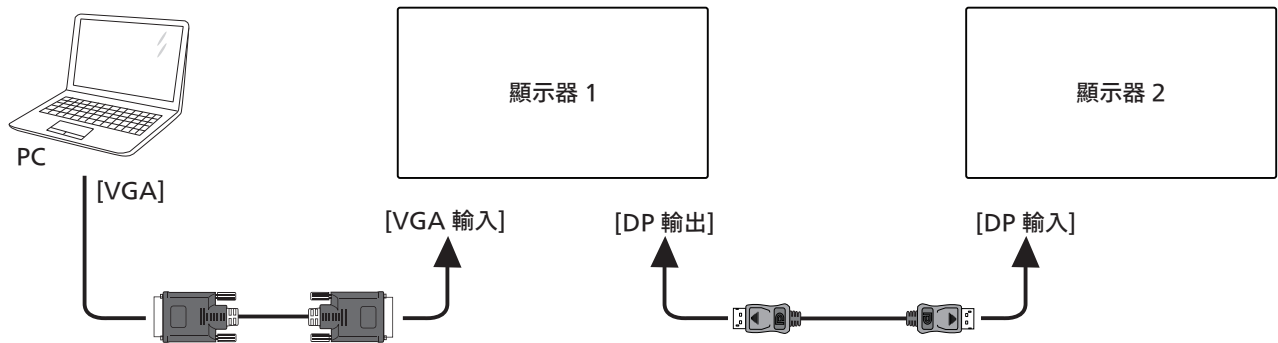 顯示器 1
顯示器 2
PC
[VGA]
[VGA 輸入]
[DP 輸出]
[DP 輸入]